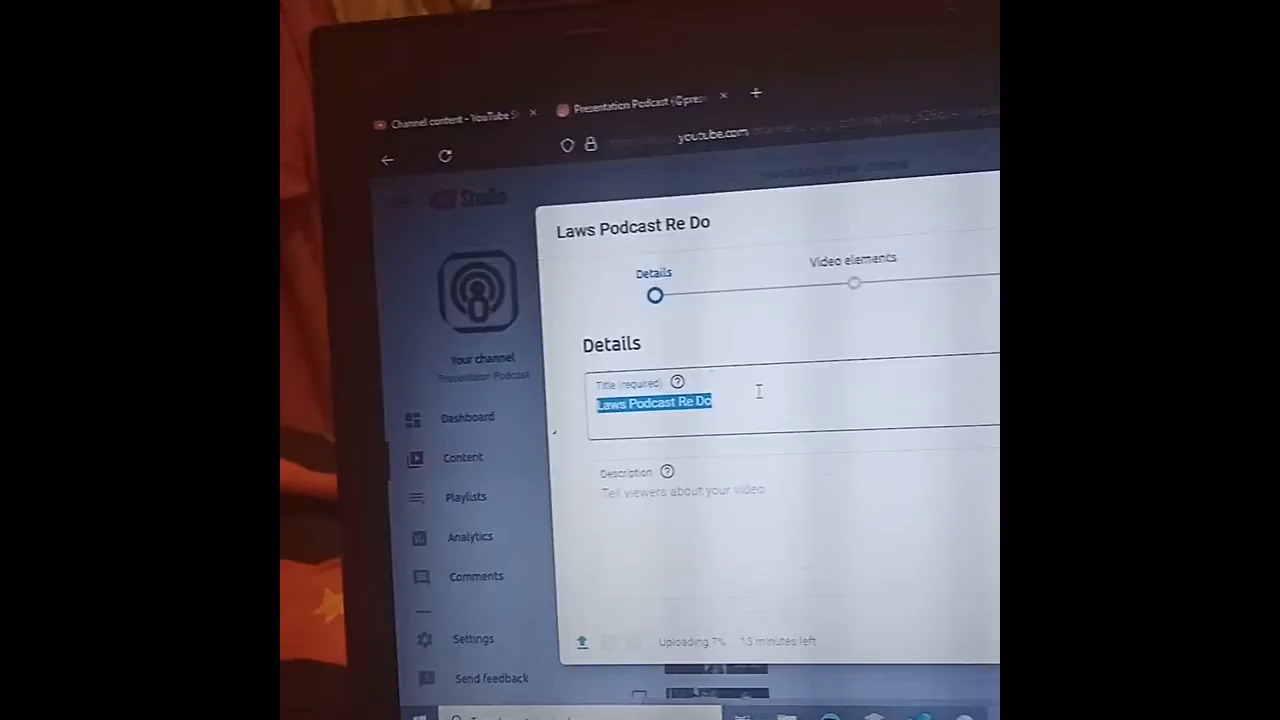 Channel content - YouTube S
Presentation Podcast (@pres
youtube.com
Studio
Laws Podcast Re Do
Details
Video elements
Your channel
Presentation Podcast
Details
Title (required)
Laws Podcast Re Do
Description
Tell viewers about your video
Dashboard
Content
Playlists
Analytics
Comments
Settings
Send feedback
Uploading 7%
13 minutes left